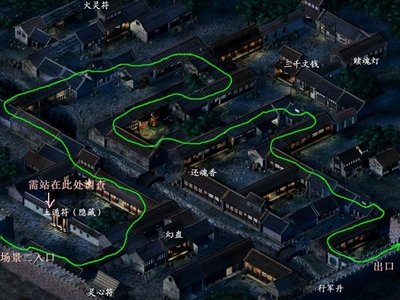 火灵符
三千文钱
赎魂灯
还魂香
需站在此处调查
土遁符（隐藏）
幻蛊
场景二入口
出口
灵心符
行军丹